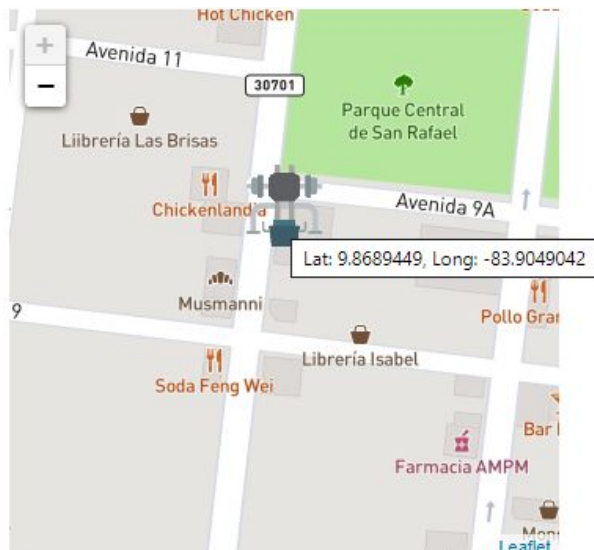 Hot Chicken
+
−
Avenida 11
30701
Parque Central
de San Rafael
Liibrería Las Brisas
Chickenlandia
Avenida 9A
Lat: 9.8689449, Long: -83.9049042
Musmanni
9
Pollo
Librería Isabel
Soda Feng Wei
Bar
Farmacia AMPM
Leaflet